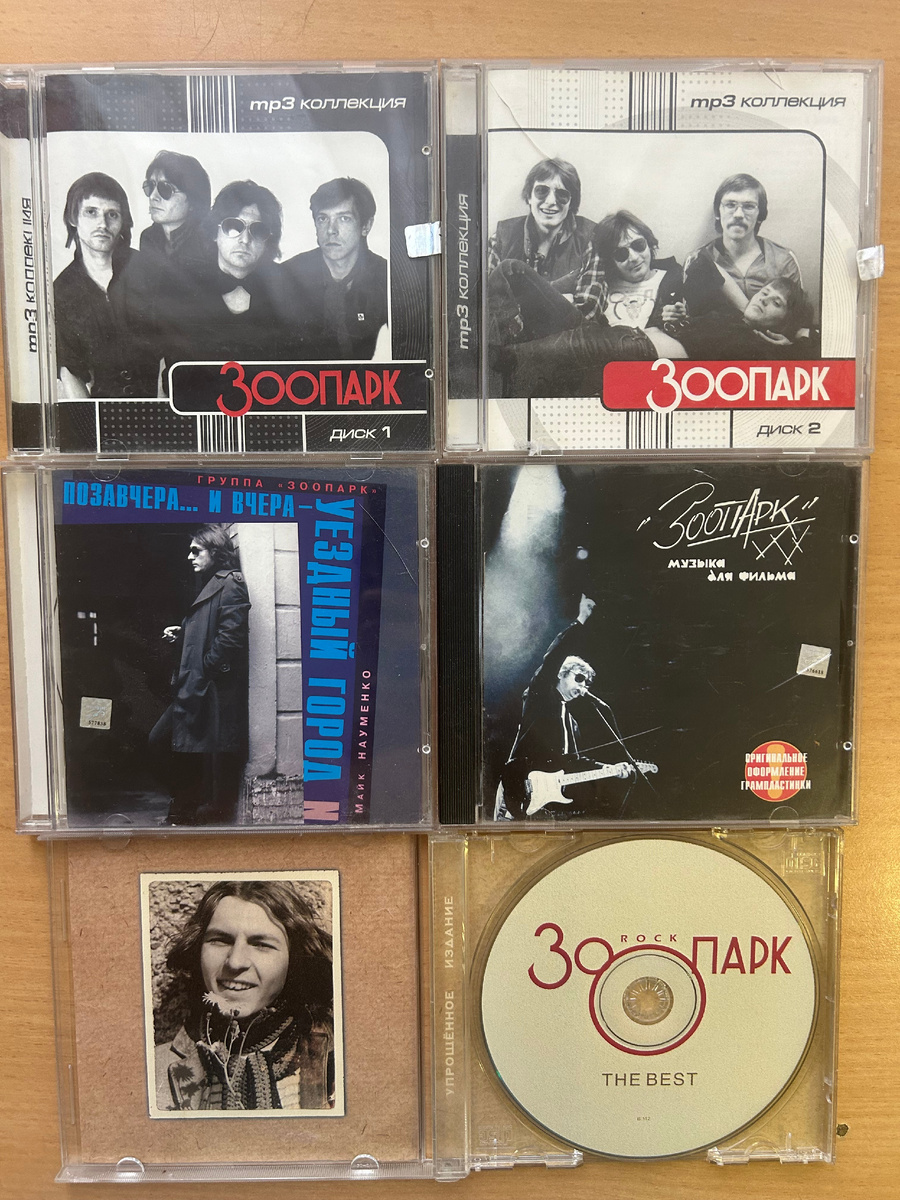 mp3 коллекция
mp3 коллекция
Зоопарк
диск 1
mp3 коллекция
mp3 коллекция
Зоопарк
диск 2
ГРУППА «ЗООПАРК»
ПОЗАВЧЕРА... И ВЧЕРА –
УЕЗДНЫЙ ГОРОД N
МАЙК НАУМЕНКО
"ЗООПАРК"
музыка
для фильма
ОРИГИНАЛЬНОЕ
ОФОРМЛЕНИЕ
ГРАМПЛАСТИНКИ
УПРОЩЁННОЕ ИЗДАНИЕ
ROCK
ЗООПАРК
THE BEST